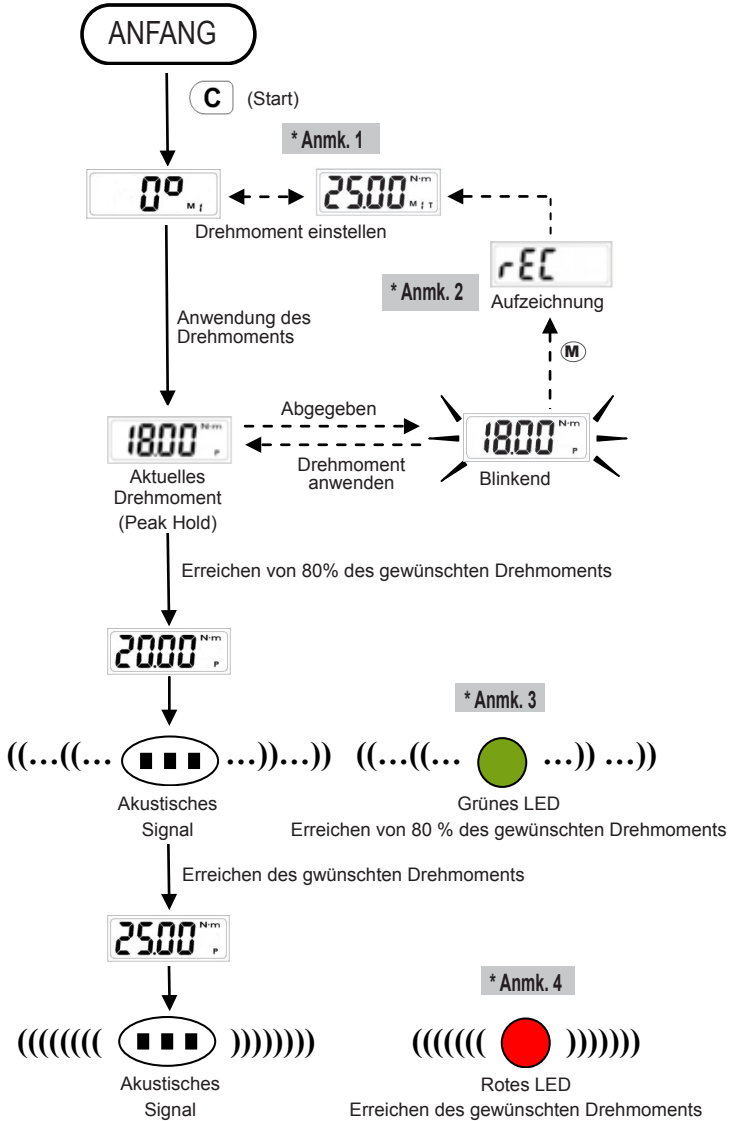 ANFANG
C (Start)
* Anmk. 1
0° M1
25.00 N·m M1T
Drehmoment einstellen
rEC
* Anmk. 2
Aufzeichnung
Anwendung des
Drehmoments
M
18.00 N·m P
Abgegeben
Drehmoment
anwenden
18.00 N·m P
Aktuelles
Drehmoment
(Peak Hold)
Blinkend
Erreichen von 80% des gewünschten Drehmoments
20.00 N·m P
* Anmk. 3
((…((… ■ ■ ■ …))…)) ((…((… …)) …))
Akustisches
Signal
Grünes LED
Erreichen von 80 % des gewünschten Drehmoments
Erreichen des gwünschten Drehmoments
25.00 N·m P
* Anmk. 4
(((((((( ■ ■ ■ )))))))) ((((((( )))))))
Akustisches
Signal
Rotes LED
Erreichen des gewünschten Drehmoments